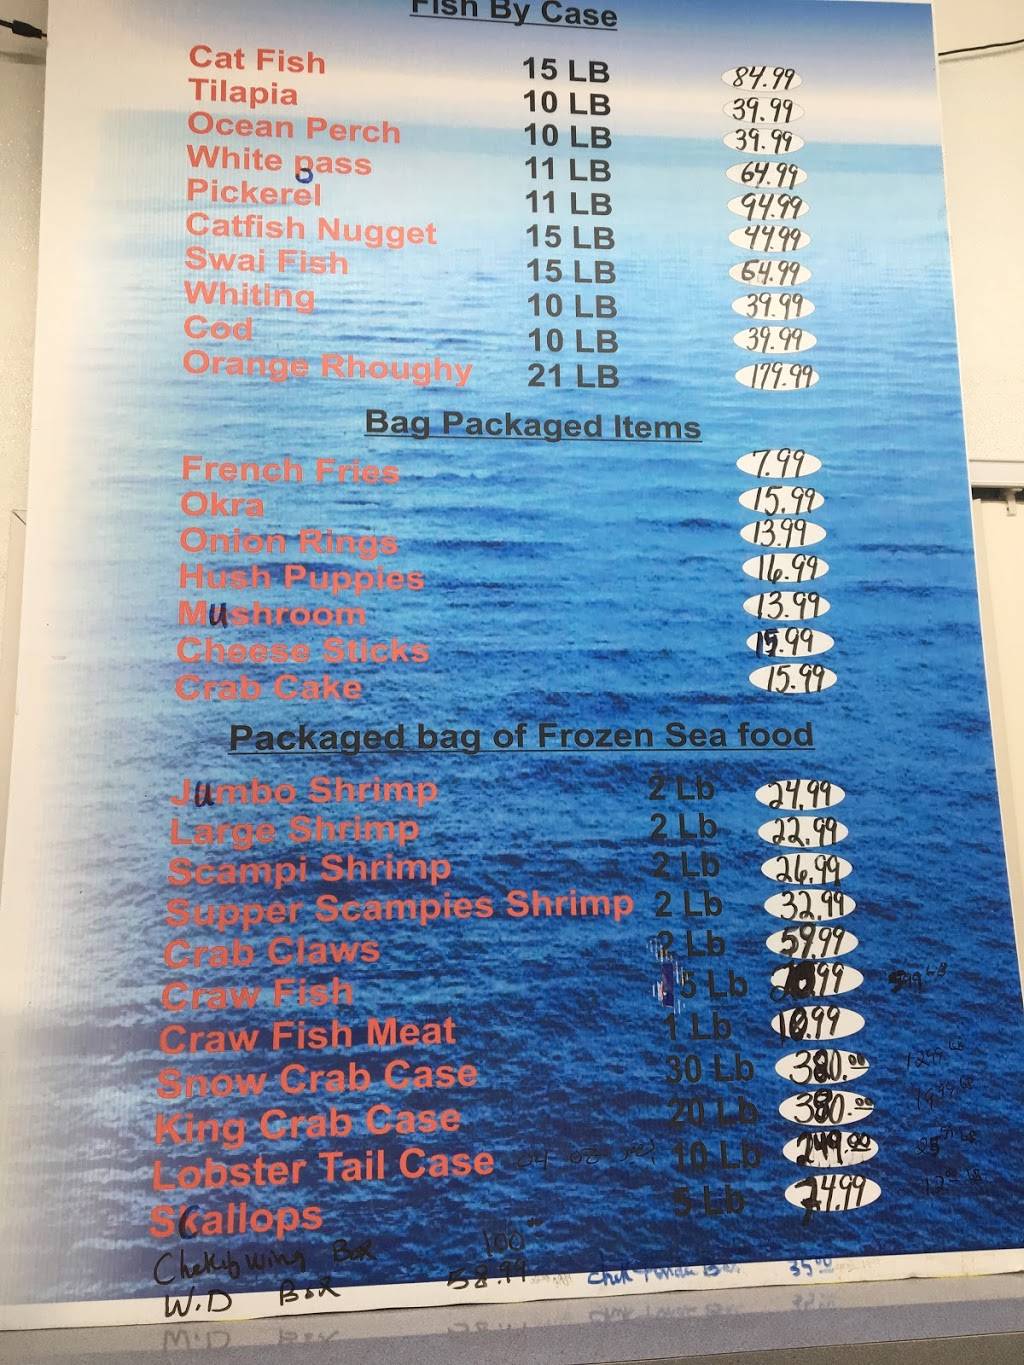 Fish By Case
Cat Fish 15 LB 84.99
Tilapia 10 LB 39.99
Ocean Perch 10 LB 39.99
White Bass 11 LB 64.99
Pickerel 11 LB 94.99
Catfish Nugget 15 LB 44.99
Swai Fish 15 LB 64.99
Whiting 10 LB 39.99
Cod 10 LB 39.99
Orange Rhoughy 21 LB 179.99
Bag Packaged Items
French Fries 7.99
Okra 15.99
Onion Rings 13.99
Hush Puppies 16.99
Mushroom 13.99
Cheese Sticks 15.99
Crab Cake 15.99
Packaged bag of Frozen Sea food
Jumbo Shrimp 2 Lb 24.99
Large Shrimp 2 Lb 22.99
Scampi Shrimp 2 Lb 26.99
Supper Scampies Shrimp 2 Lb 32.99
Crab Claws 2 Lb 59.99
Craw Fish 5 Lb
Craw Fish Meat 1 Lb
Snow Crab Case 30 Lb 380.00
King Crab Case 20 Lb 380.00
Lobster Tail Case 10 Lb 249.00
Scallops 5 Lb 74.99
Wing Box 100
W.D Box 58.99 35.00